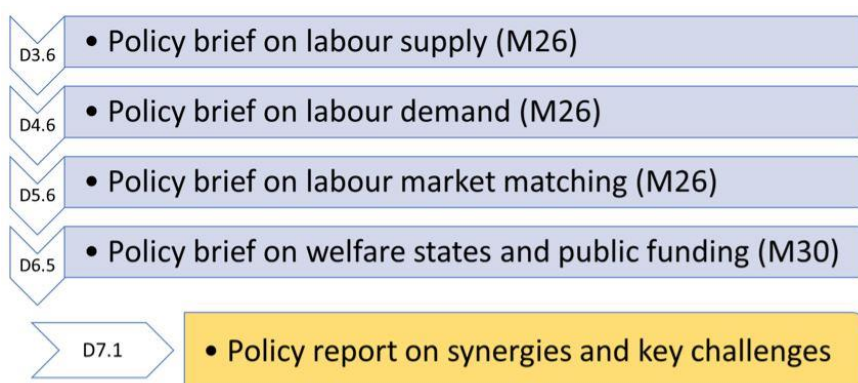 D3.6 • Policy brief on labour supply (M26)
D4.6 • Policy brief on labour demand (M26)
D5.6 • Policy brief on labour market matching (M26)
D6.5 • Policy brief on welfare states and public funding (M30)
D7.1 • Policy report on synergies and key challenges